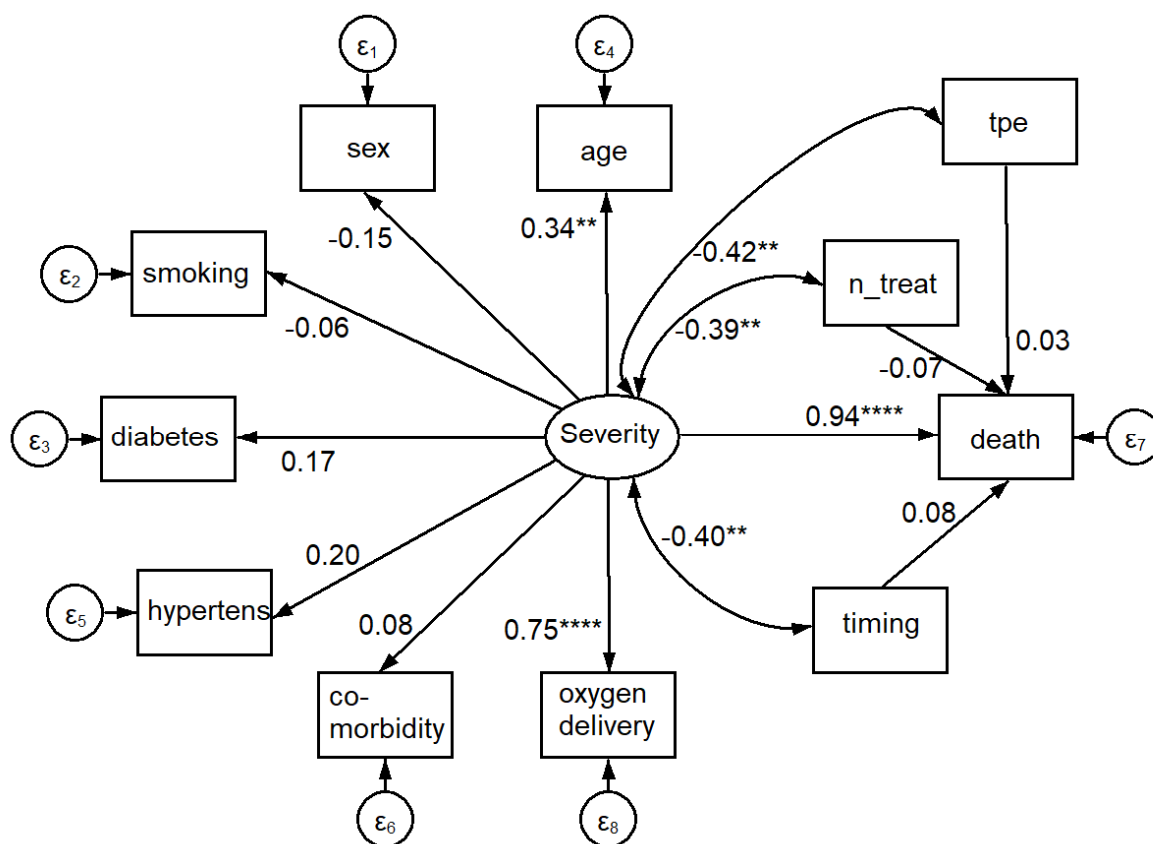 ε1
ε4
sex
age
tpe
-0.15
0.34**
-0.42**
ε2
smoking
n_treat
-0.06
-0.39**
0.03
-0.07
ε3
diabetes
Severity
0.94****
death
ε7
0.17
0.08
-0.40**
0.20
ε5
hypertens
0.08
0.75****
timing
co-
morbidity
oxygen
delivery
ε6
ε8